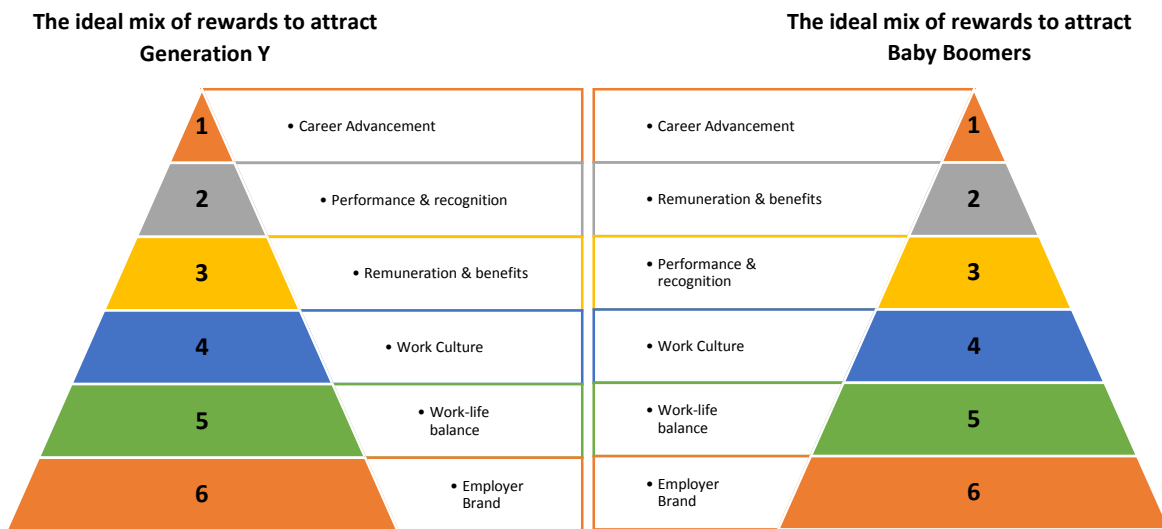 The ideal mix of rewards to attract
Generation Y
1
• Career Advancement
2
• Performance & recognition
3
• Remuneration & benefits
4
• Work Culture
5
• Work-life
balance
6
• Employer
Brand
The ideal mix of rewards to attract
Baby Boomers
• Career Advancement
1
• Remuneration & benefits
2
• Performance &
recognition
3
• Work Culture
4
• Work-life
balance
5
• Employer
Brand
6